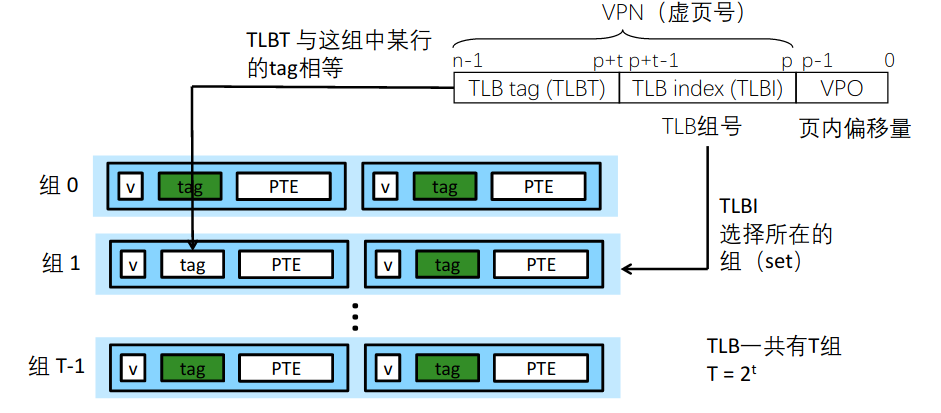 VPN（虚页号）
TLBT 与这组中某行
的tag相等
n-1 p+t p+t-1 p p-1 0
TLB tag (TLBT) TLB index (TLBI) VPO
TLB组号 页内偏移量
组 0 v tag PTE v tag PTE
TLBI
选择所在的
组（set）
组 1 v tag PTE v tag PTE
⋮
组 T-1 v tag PTE v tag PTE
TLB一共有T组
T = 2ᵗ